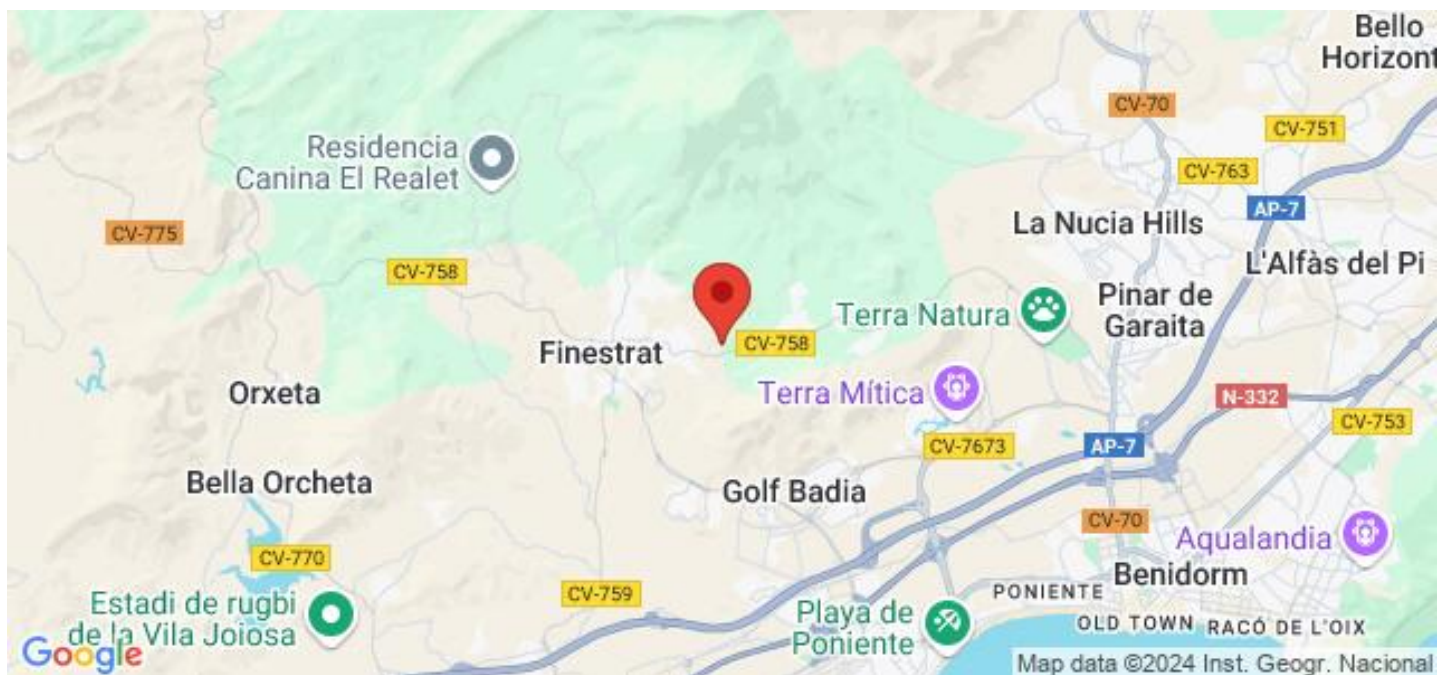 Bello
Horizont
CV-70
CV-751
Residencia
Canina El Realet
CV-763
AP-7
La Nucia Hills
CV-775
CV-758
L'Alfàs del Pi
Terra Natura
Pinar de
Garaita
CV-758
Finestrat
Orxeta
Terra Mítica
N-332
CV-753
CV-7673
AP-7
Bella Orcheta
Golf Badia
CV-70
Aqualandia
CV-770
Benidorm
CV-759
PONIENTE
Estadi de rugbi
de la Vila Joiosa
Playa de
Poniente
OLD TOWN
RACÓ DE L'OIX
Google
Map data ©2024 Inst. Geogr. Nacional